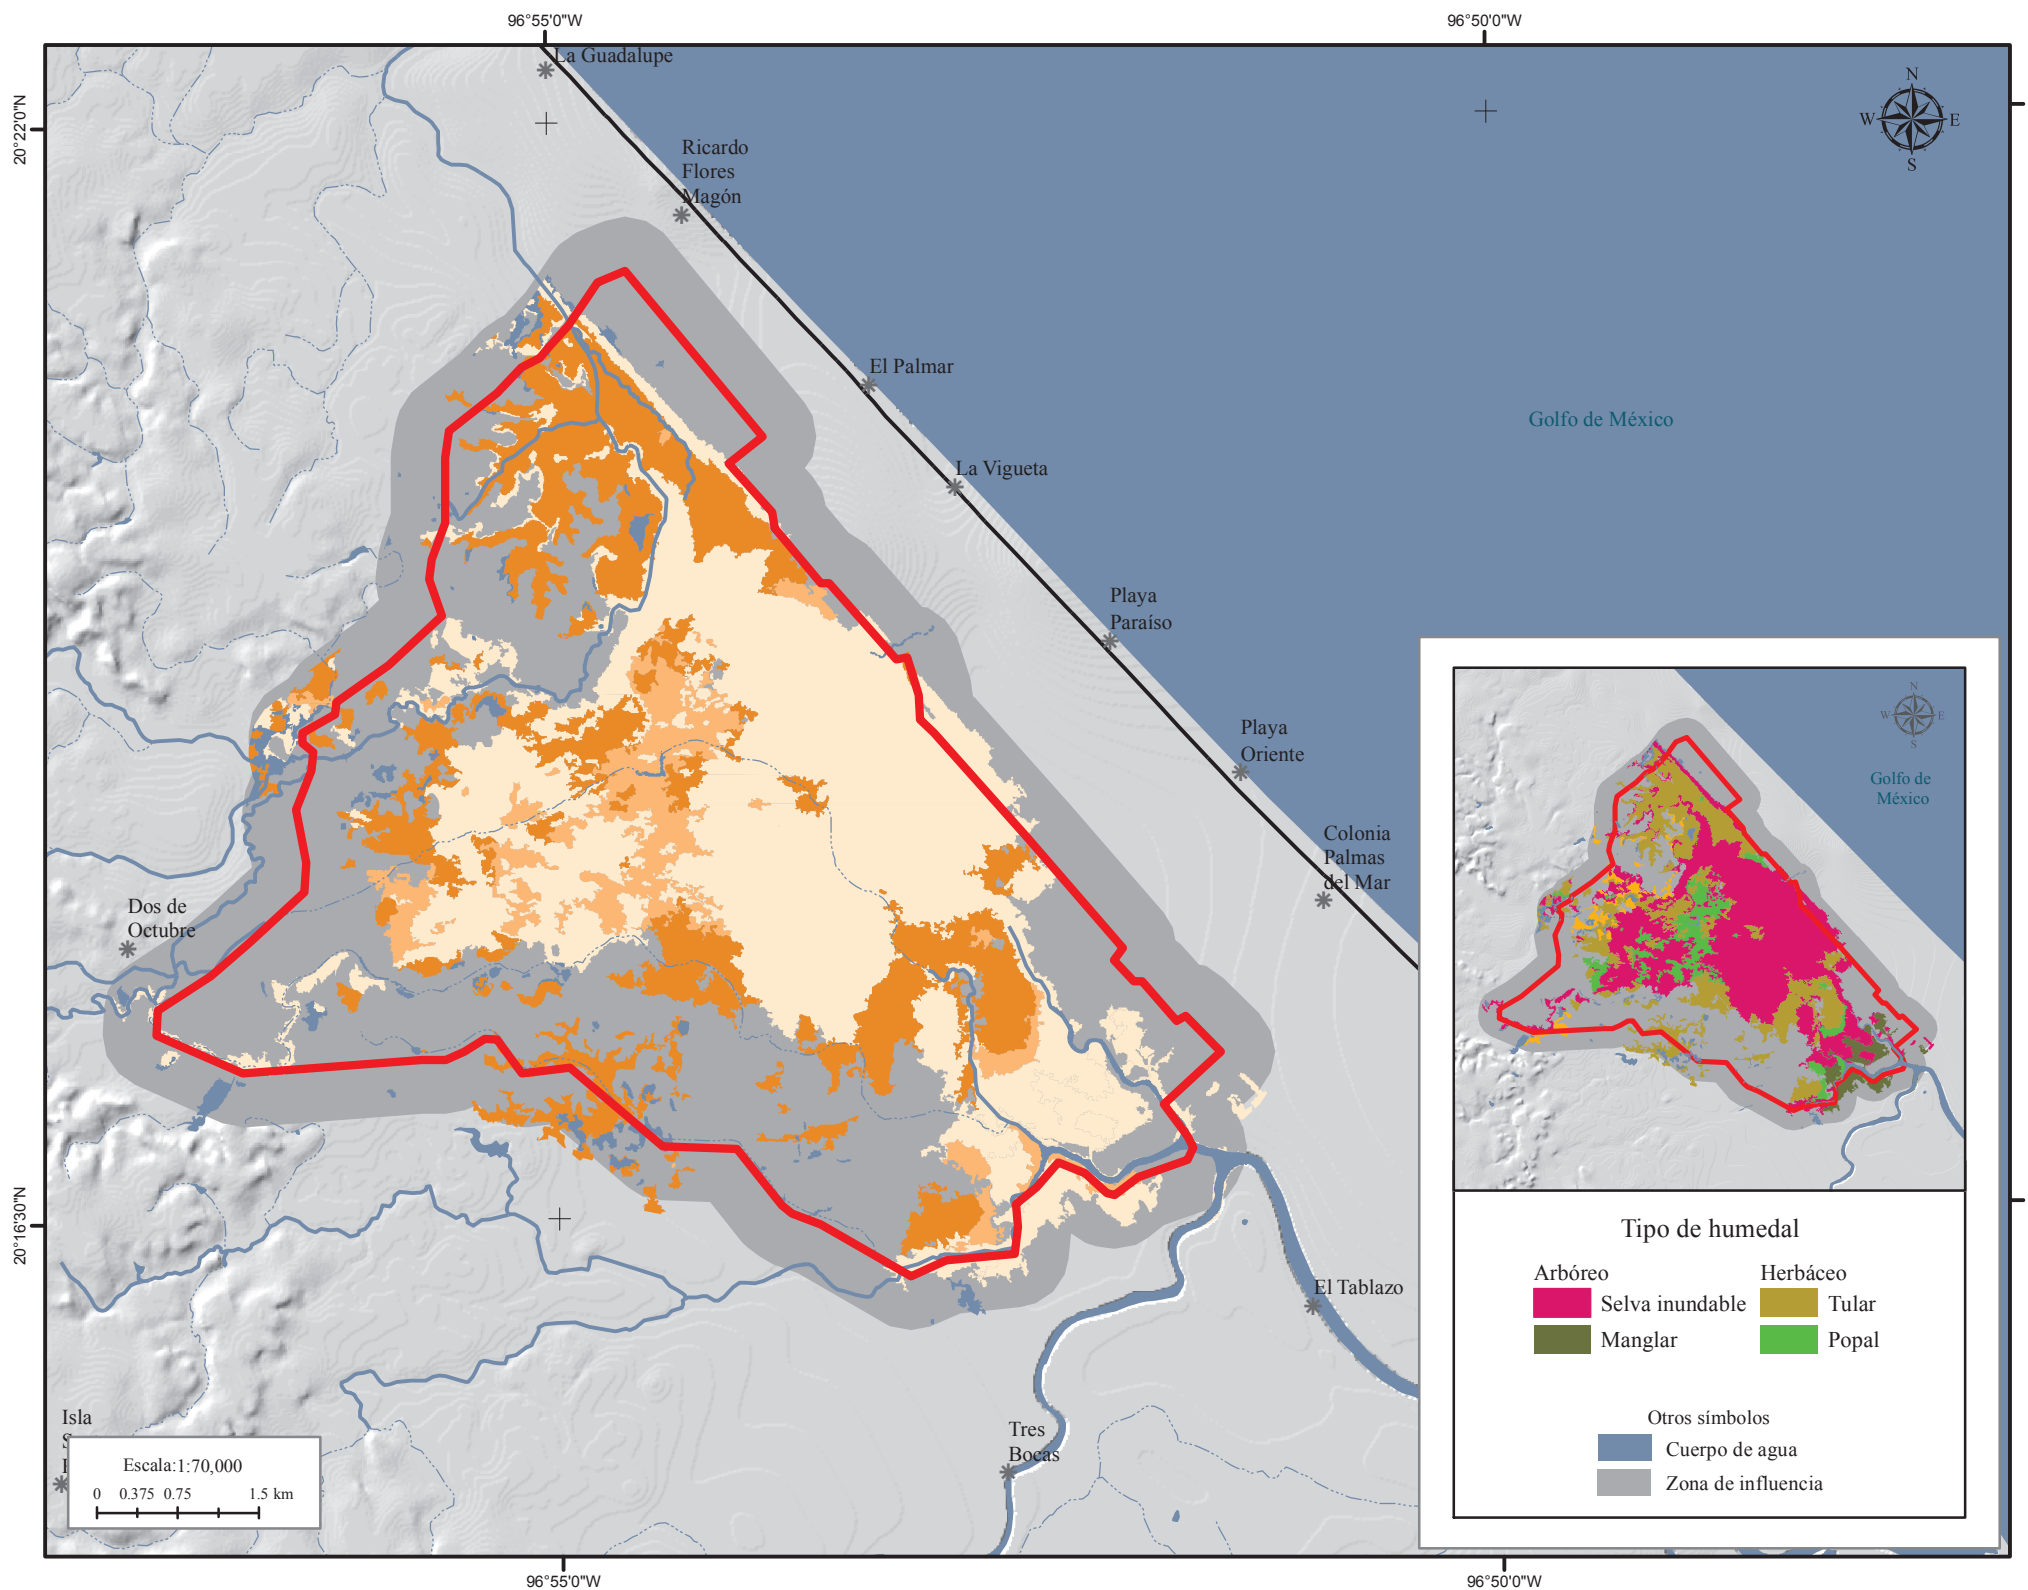 96°55'0"W
96°50'0"W
20°22'0"N
20°16'30"N
La Guadalupe
Ricardo
Flores
Magón
El Palmar
La Vigueta
Playa
Paraíso
Playa
Oriente
Colonia
Palmas
del Mar
Golfo de México
N
W
E
S
Dos de
Octubre
El Tablazo
Tres
Bocas
Isla
Escala:1:70,000
0 0.375 0.75 1.5 km
N
W
E
S
Golfo de
México
Tipo de humedal
Arbóreo
Selva inundable
Manglar
Herbáceo
Tular
Popal
Otros símbolos
Cuerpo de agua
Zona de influencia
96°55'0"W
96°50'0"W